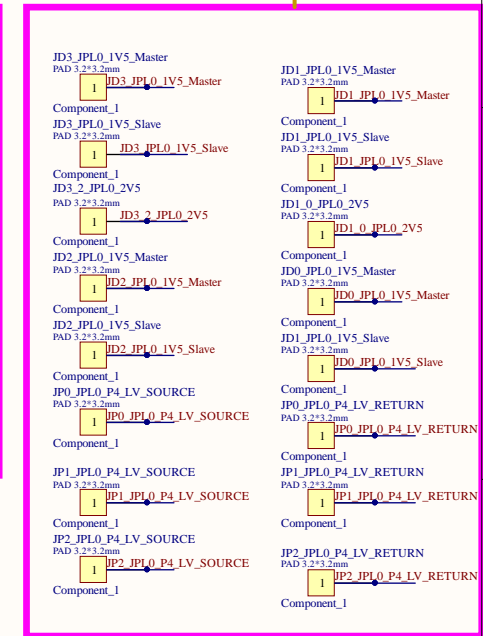 JD3_JPL0_1V5_Master
PAD 3.2*3.2mm
1
JD3_JPL0_1V5_Master
Component_1
JD3_JPL0_1V5_Slave
PAD 3.2*3.2mm
1
JD3_JPL0_1V5_Slave
Component_1
JD3_2_JPL0_2V5
PAD 3.2*3.2mm
1
JD3_2_JPL0_2V5
Component_1
JD2_JPL0_1V5_Master
PAD 3.2*3.2mm
1
JD2_JPL0_1V5_Master
Component_1
JD2_JPL0_1V5_Slave
PAD 3.2*3.2mm
1
JD2_JPL0_1V5_Slave
Component_1
JP0_JPL0_P4_LV_SOURCE
PAD 3.2*3.2mm
1
JP0_JPL0_P4_LV_SOURCE
Component_1
JP1_JPL0_P4_LV_SOURCE
PAD 3.2*3.2mm
1
JP1_JPL0_P4_LV_SOURCE
Component_1
JP2_JPL0_P4_LV_SOURCE
PAD 3.2*3.2mm
1
JP2_JPL0_P4_LV_SOURCE
Component_1
JD1_JPL0_1V5_Master
PAD 3.2*3.2mm
1
JD1_JPL0_1V5_Master
Component_1
JD1_JPL0_1V5_Slave
PAD 3.2*3.2mm
1
JD1_JPL0_1V5_Slave
Component_1
JD1_0_JPL0_2V5
PAD 3.2*3.2mm
1
JD1_0_JPL0_2V5
Component_1
JD0_JPL0_1V5_Master
PAD 3.2*3.2mm
1
JD0_JPL0_1V5_Master
Component_1
JD1_JPL0_1V5_Slave
PAD 3.2*3.2mm
1
JD0_JPL0_1V5_Slave
Component_1
JP0_JPL0_P4_LV_RETURN
PAD 3.2*3.2mm
1
JP0_JPL0_P4_LV_RETURN
Component_1
JP1_JPL0_P4_LV_RETURN
PAD 3.2*3.2mm
1
JP1_JPL0_P4_LV_RETURN
Component_1
JP2_JPL0_P4_LV_RETURN
PAD 3.2*3.2mm
1
JP2_JPL0_P4_LV_RETURN
Component_1